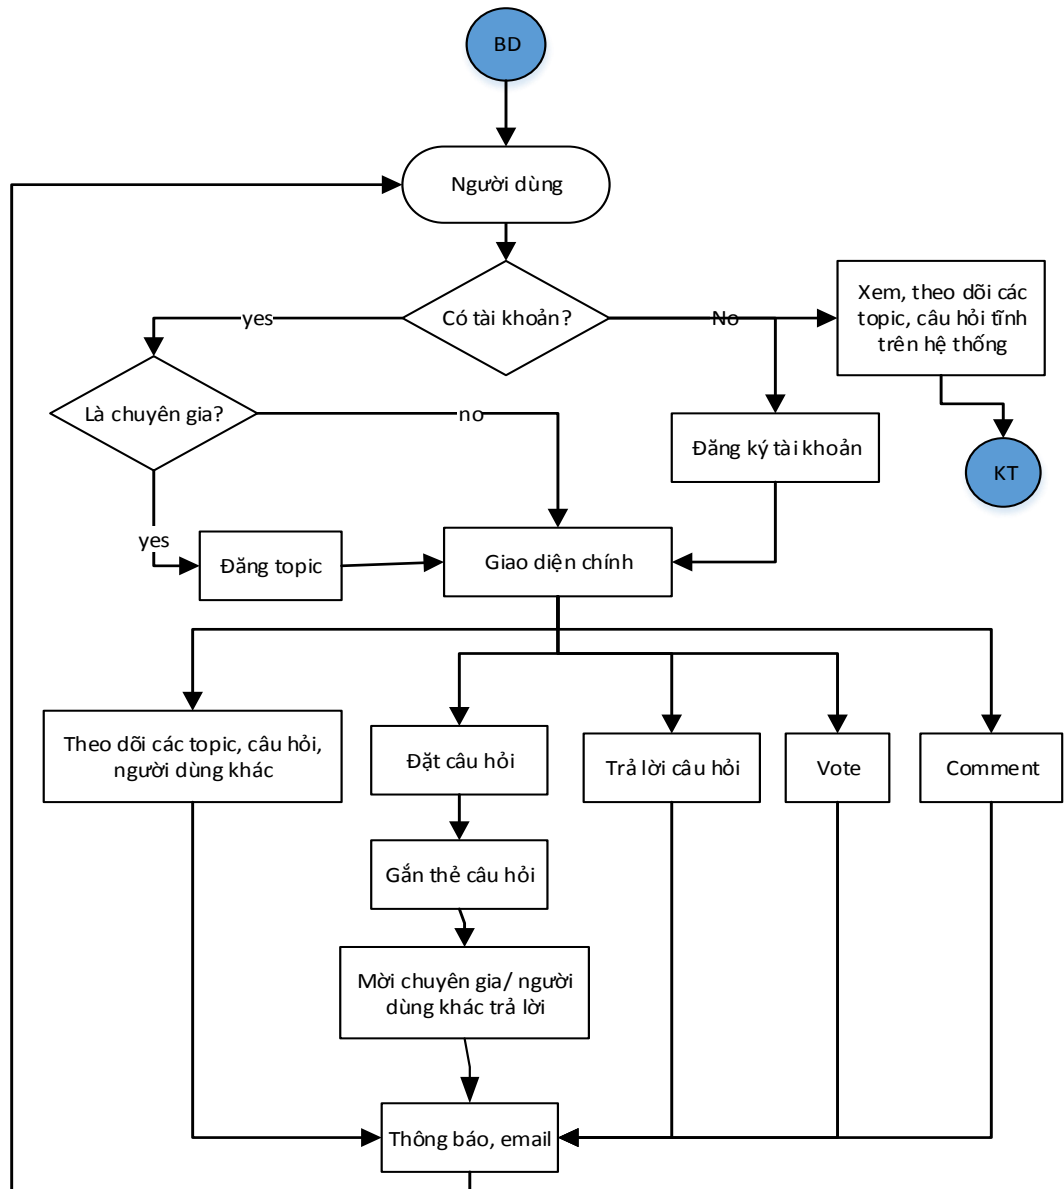 BD
Người dùng
Có tài khoản?
yes
No
Xem, theo dõi các
topic, câu hỏi tĩnh
trên hệ thống
Là chuyên gia?
no
Đăng ký tài khoản
KT
yes
Đăng topic
Giao diện chính
Theo dõi các topic, câu hỏi,
người dùng khác
Đặt câu hỏi
Trả lời câu hỏi
Vote
Comment
Gắn thẻ câu hỏi
Mời chuyên gia/ người
dùng khác trả lời
Thông báo, email